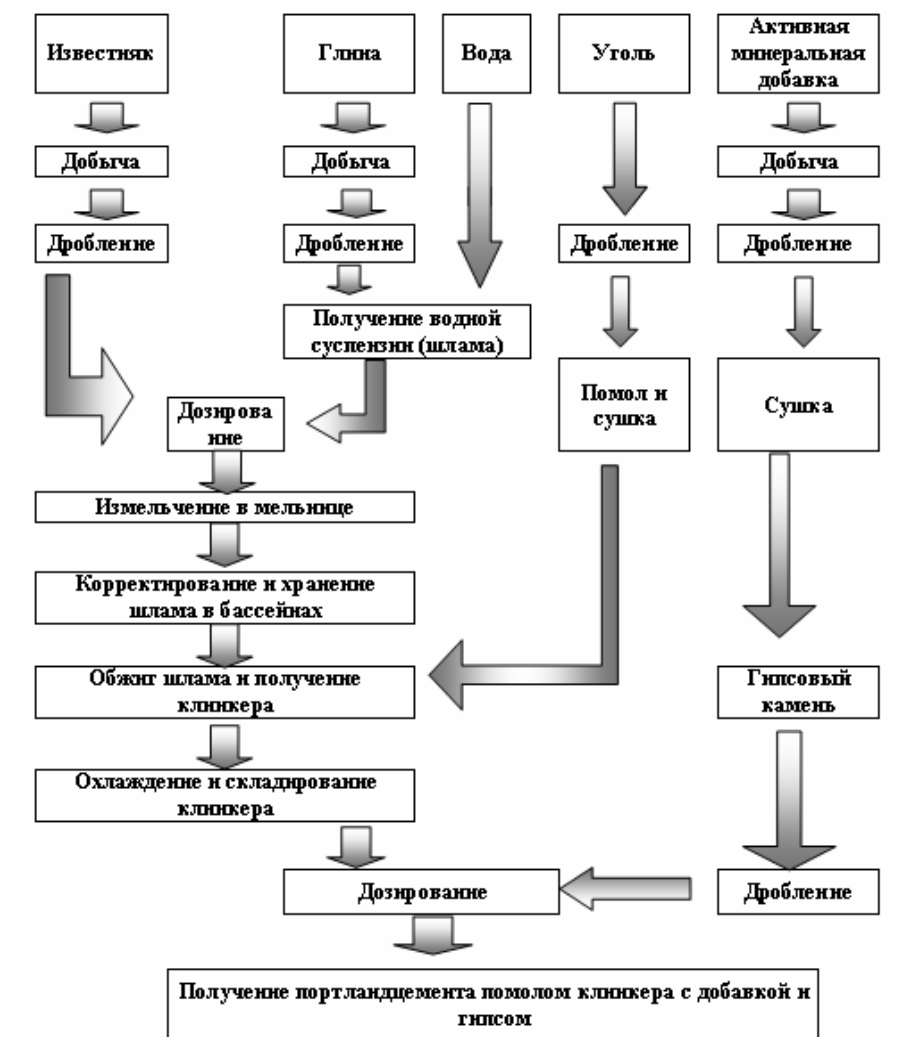 Известняк
Глина
Вода
Уголь
Активная
минеральная
добавка
Добыча
Добыча
Добыча
Дробление
Дробление
Дробление
Дробление
Получение водной
суспензии (шлама)
Помол и
сушка
Сушка
Дозирова
ние
Измельчение в мельнице
Корректирование и хранение
шлама в бассейнах
Обжиг шлама и получение
клинкера
Гипсовый
камень
Охлаждение и складирование
клинкера
Дозирование
Дробление
Получение портландцемента помолом клинкера с добавкой и
гипсом